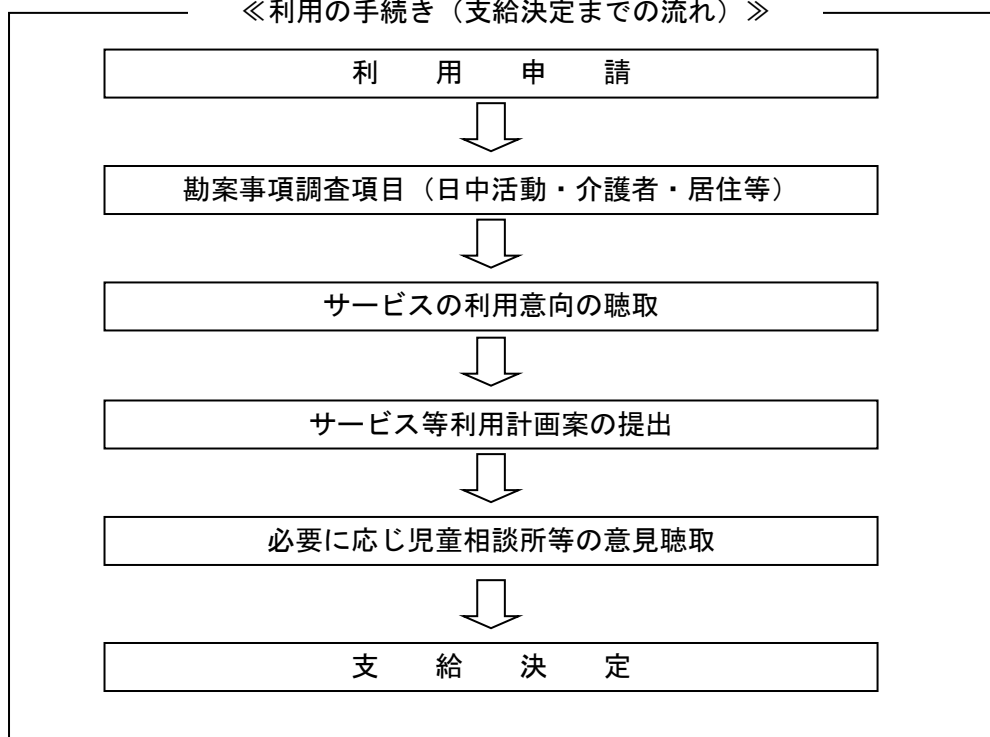 ≪利用の手続き（支給決定までの流れ）≫
利用申請
勘案事項調査項目（日中活動・介護者・居住等）
サービスの利用意向の聴取
サービス等利用計画案の提出
必要に応じ児童相談所等の意見聴取
支給決定